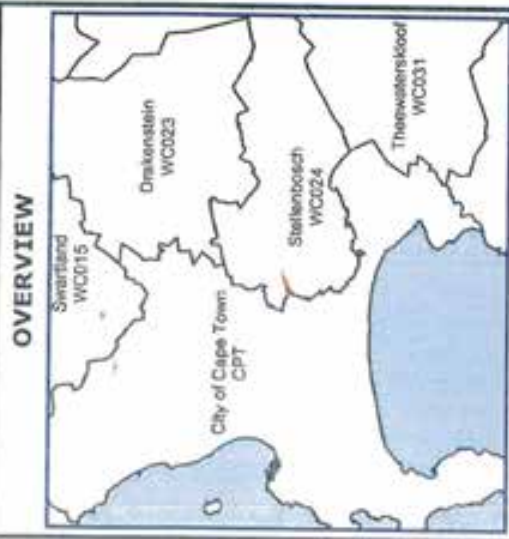 OVERVIEW
Swartland
WC015
Drakenstein
WC023
City of Cape Town
CPT
Stellenbosch
WC024
Theewaterskloof
WC031